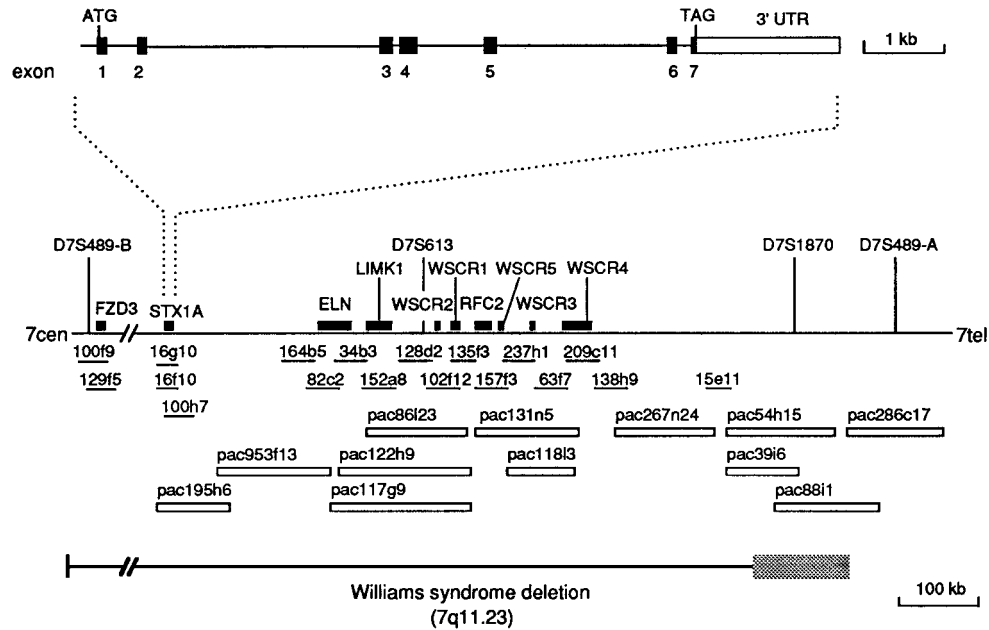 ATG TAG 3' UTR 1 kb
exon 1 2 3 4 5 6 7
D7S489-B D7S613 D7S1870 D7S489-A
LIMK1 WSCR1 WSCR5 WSCR4
FZD3 STX1A ELN WSCR2 RFC2 WSCR3
7cen 7tel
100f9 16g10 164b5 34b3 128d2 135f3 237h1 209c11
129f5 16f10 82c2 152a8 102f12 157f3 63f7 138h9 15e11
100h7
pac86l23 pac131n5 pac267n24 pac54h15 pac286c17
pac953f13 pac122h9 pac118l3 pac39i6
pac195h6 pac117g9 pac88i1
Williams syndrome deletion
(7q11.23)
100 kb